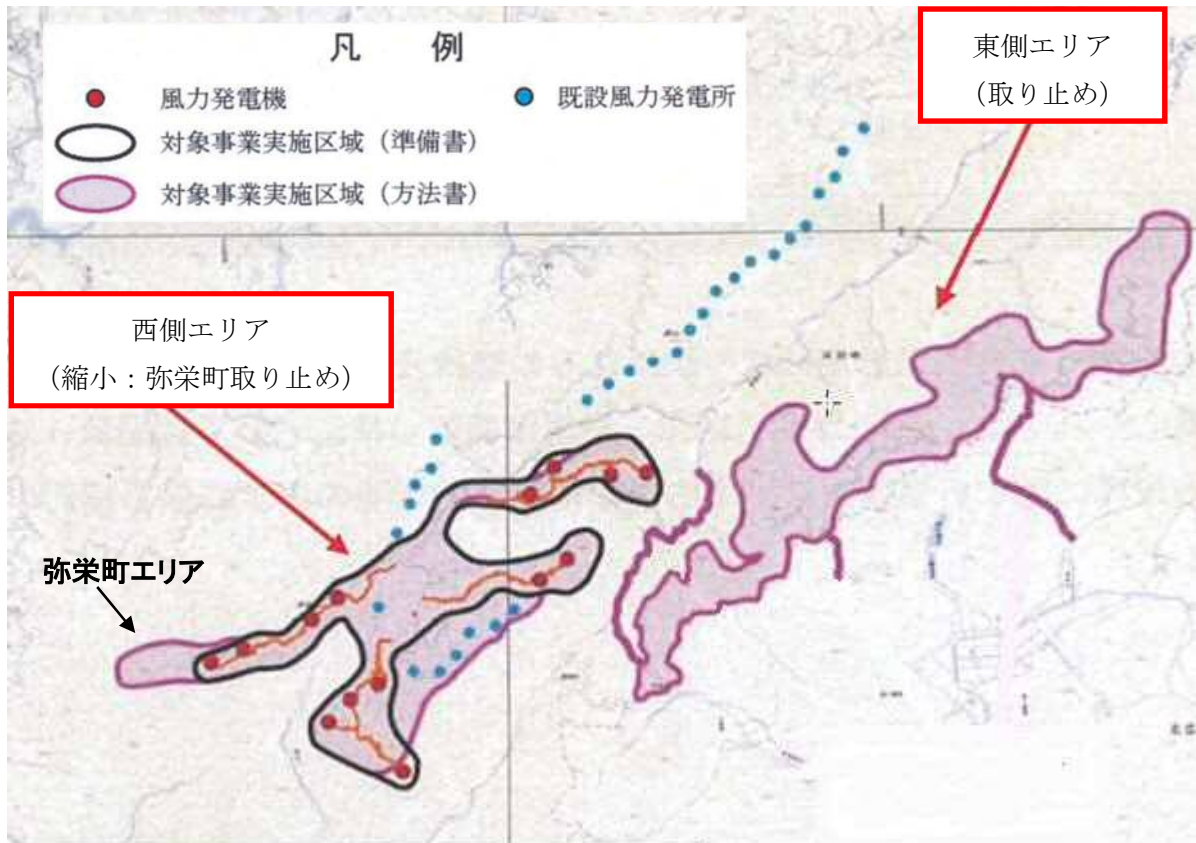 凡 例
風力発電機
既設風力発電所
対象事業実施区域（準備書）
対象事業実施区域（方法書）
東側エリア
（取り止め）
西側エリア
（縮小：弥栄町取り止め）
弥栄町エリア